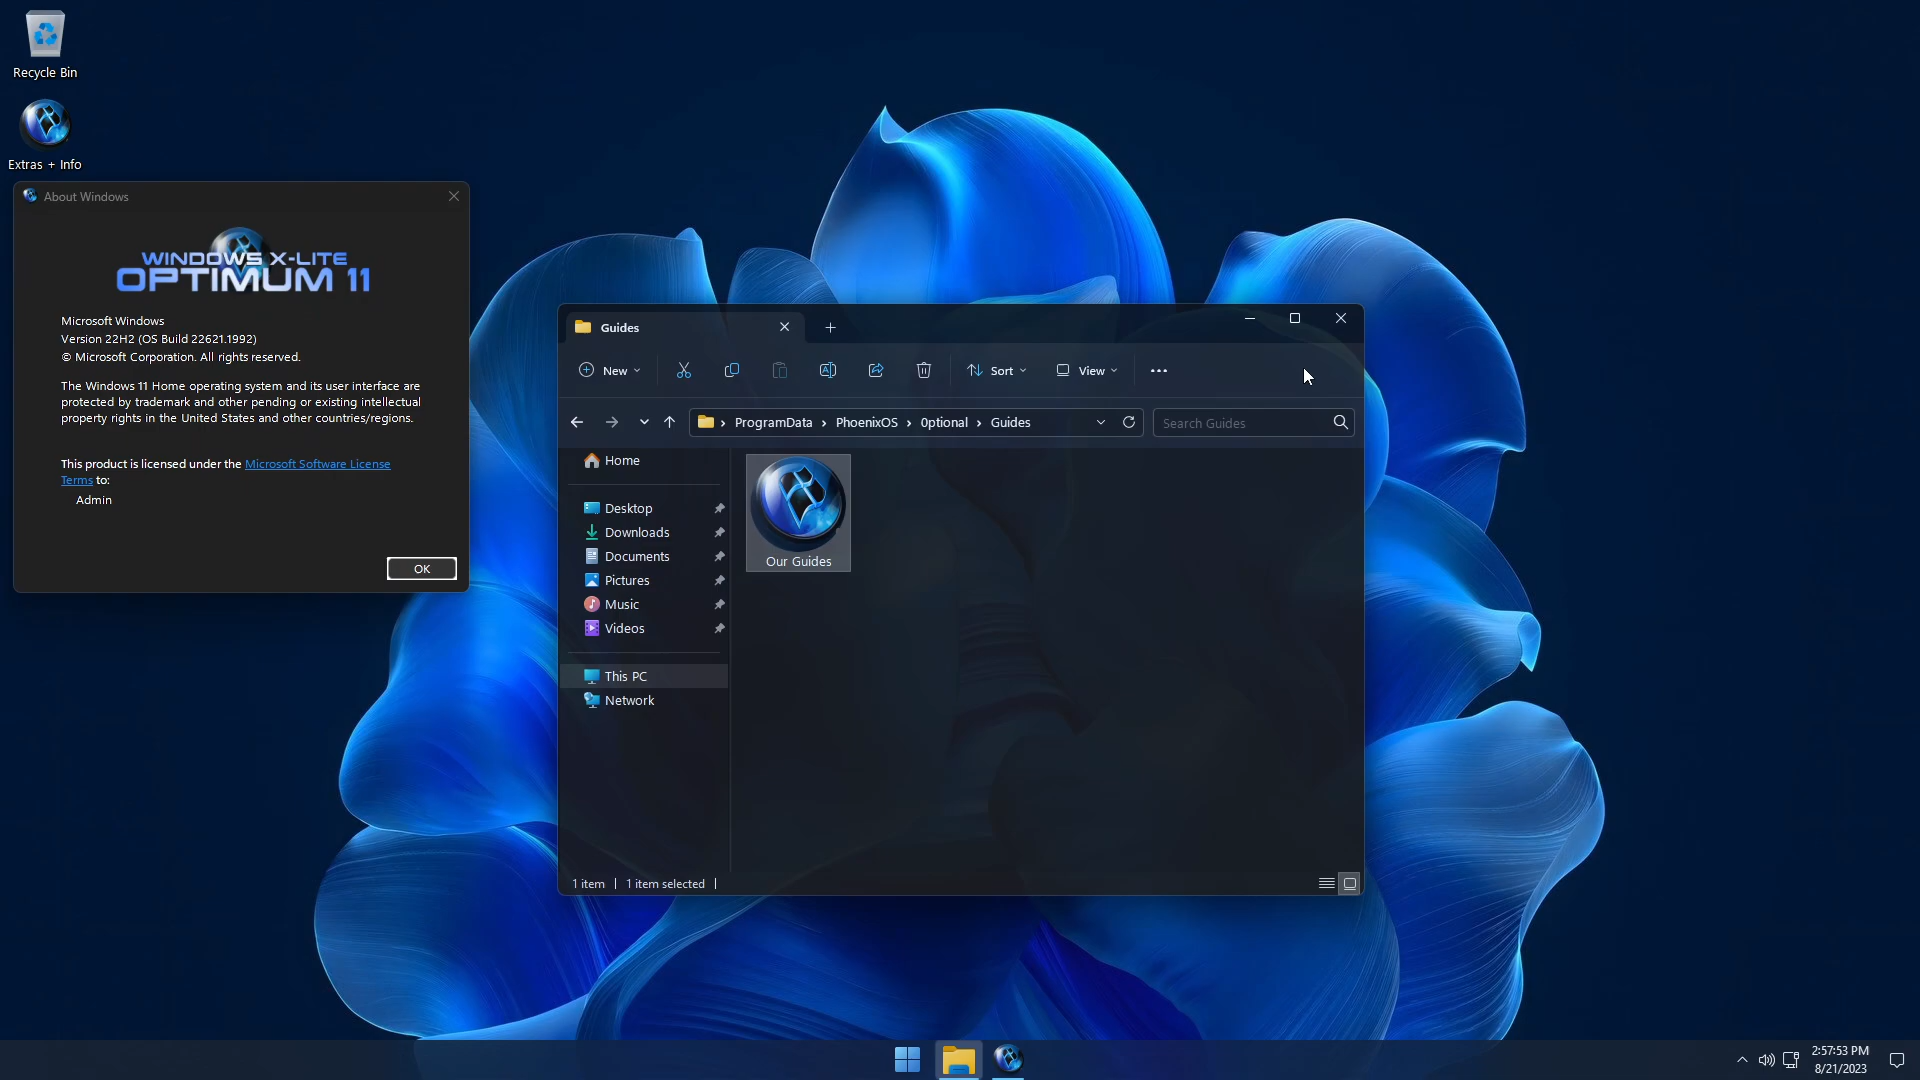 Recycle Bin
Extras + Info
About Windows
WINDOWS X-LITE
OPTIMUM 11
Microsoft Windows
Version 22H2 (OS Build 22621.1992)
© Microsoft Corporation. All rights reserved.
The Windows 11 Home operating system and its user interface are
protected by trademark and other pending or existing intellectual
property rights in the United States and other countries/regions.
This product is licensed under the Microsoft Software License
Terms to:
Admin
OK
Guides
New
Sort
View
ProgramData › PhoenixOS › 0ptional › Guides
Search Guides
Home
Desktop
Downloads
Documents
Pictures
Music
Videos
This PC
Network
Our Guides
1 item
1 item selected
2:57:53 PM
8/21/2023